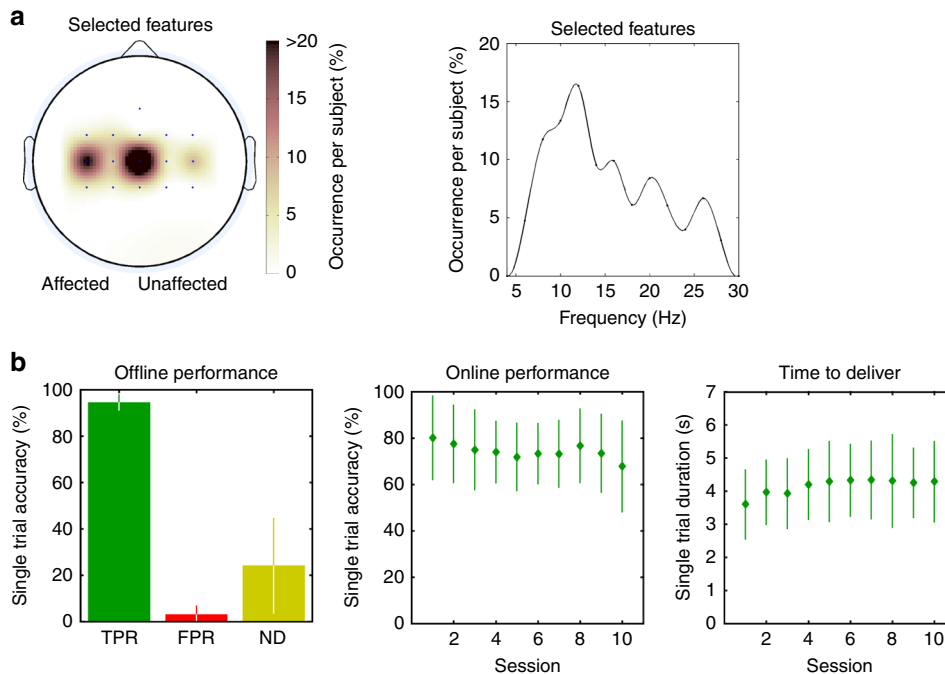 a
Selected features
>20
15
10
5
0
Occurrence per subject (%)
Affected
Unaffected
Selected features
20
15
10
5
0
Occurrence per subject (%)
5 10 15 20 25 30
Frequency (Hz)
b
Offline performance
100
80
60
40
20
0
Single trial accuracy (%)
TPR FPR ND
Online performance
100
80
60
40
20
0
Single trial accuracy (%)
2 4 6 8 10
Session
Time to deliver
7
6
5
4
3
2
1
0
Single trial duration (s)
2 4 6 8 10
Session